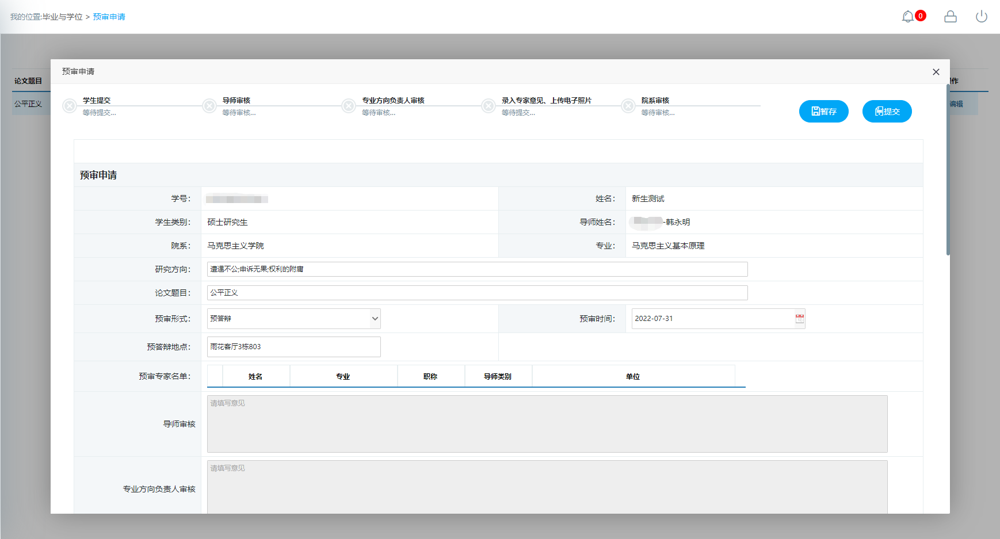 我的位置:毕业与学位 > 预审申请
0
预审申请
论文题目
操作
公平正义
编辑
学生提交
等待提交...
导师审核
等待审核...
专业方向负责人审核
等待审核...
录入专家意见、上传电子照片
等待提交...
院系审核
等待审核...
暂存
提交
预审申请
学号：
姓名： 新生测试
学生类别： 硕士研究生
导师姓名： -韩永明
院系： 马克思主义学院
专业： 马克思主义基本原理
研究方向： 遭遇不公;申诉无果;权利的附庸
论文题目： 公平正义
预审形式： 预答辩
预审时间： 2022-07-31
预答辩地点： 雨花客厅3栋803
预审专家名单： 姓名 专业 职称 导师类别 单位
导师审核 请填写意见
专业方向负责人审核 请填写意见